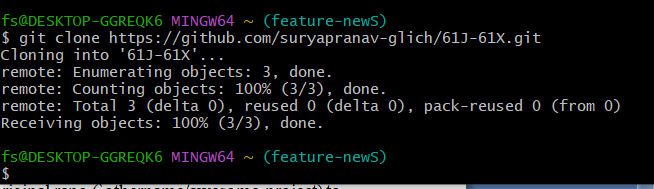 fs@DESKTOP-GGREQK6 MINGW64 ~ (feature-newS)
$ git clone https://github.com/suryapranav-glich/61J-61X.git
Cloning into '61J-61X'...
remote: Enumerating objects: 3, done.
remote: Counting objects: 100% (3/3), done.
remote: Total 3 (delta 0), reused 0 (delta 0), pack-reused 0 (from 0)
Receiving objects: 100% (3/3), done.
fs@DESKTOP-GGREQK6 MINGW64 ~ (feature-newS)
$